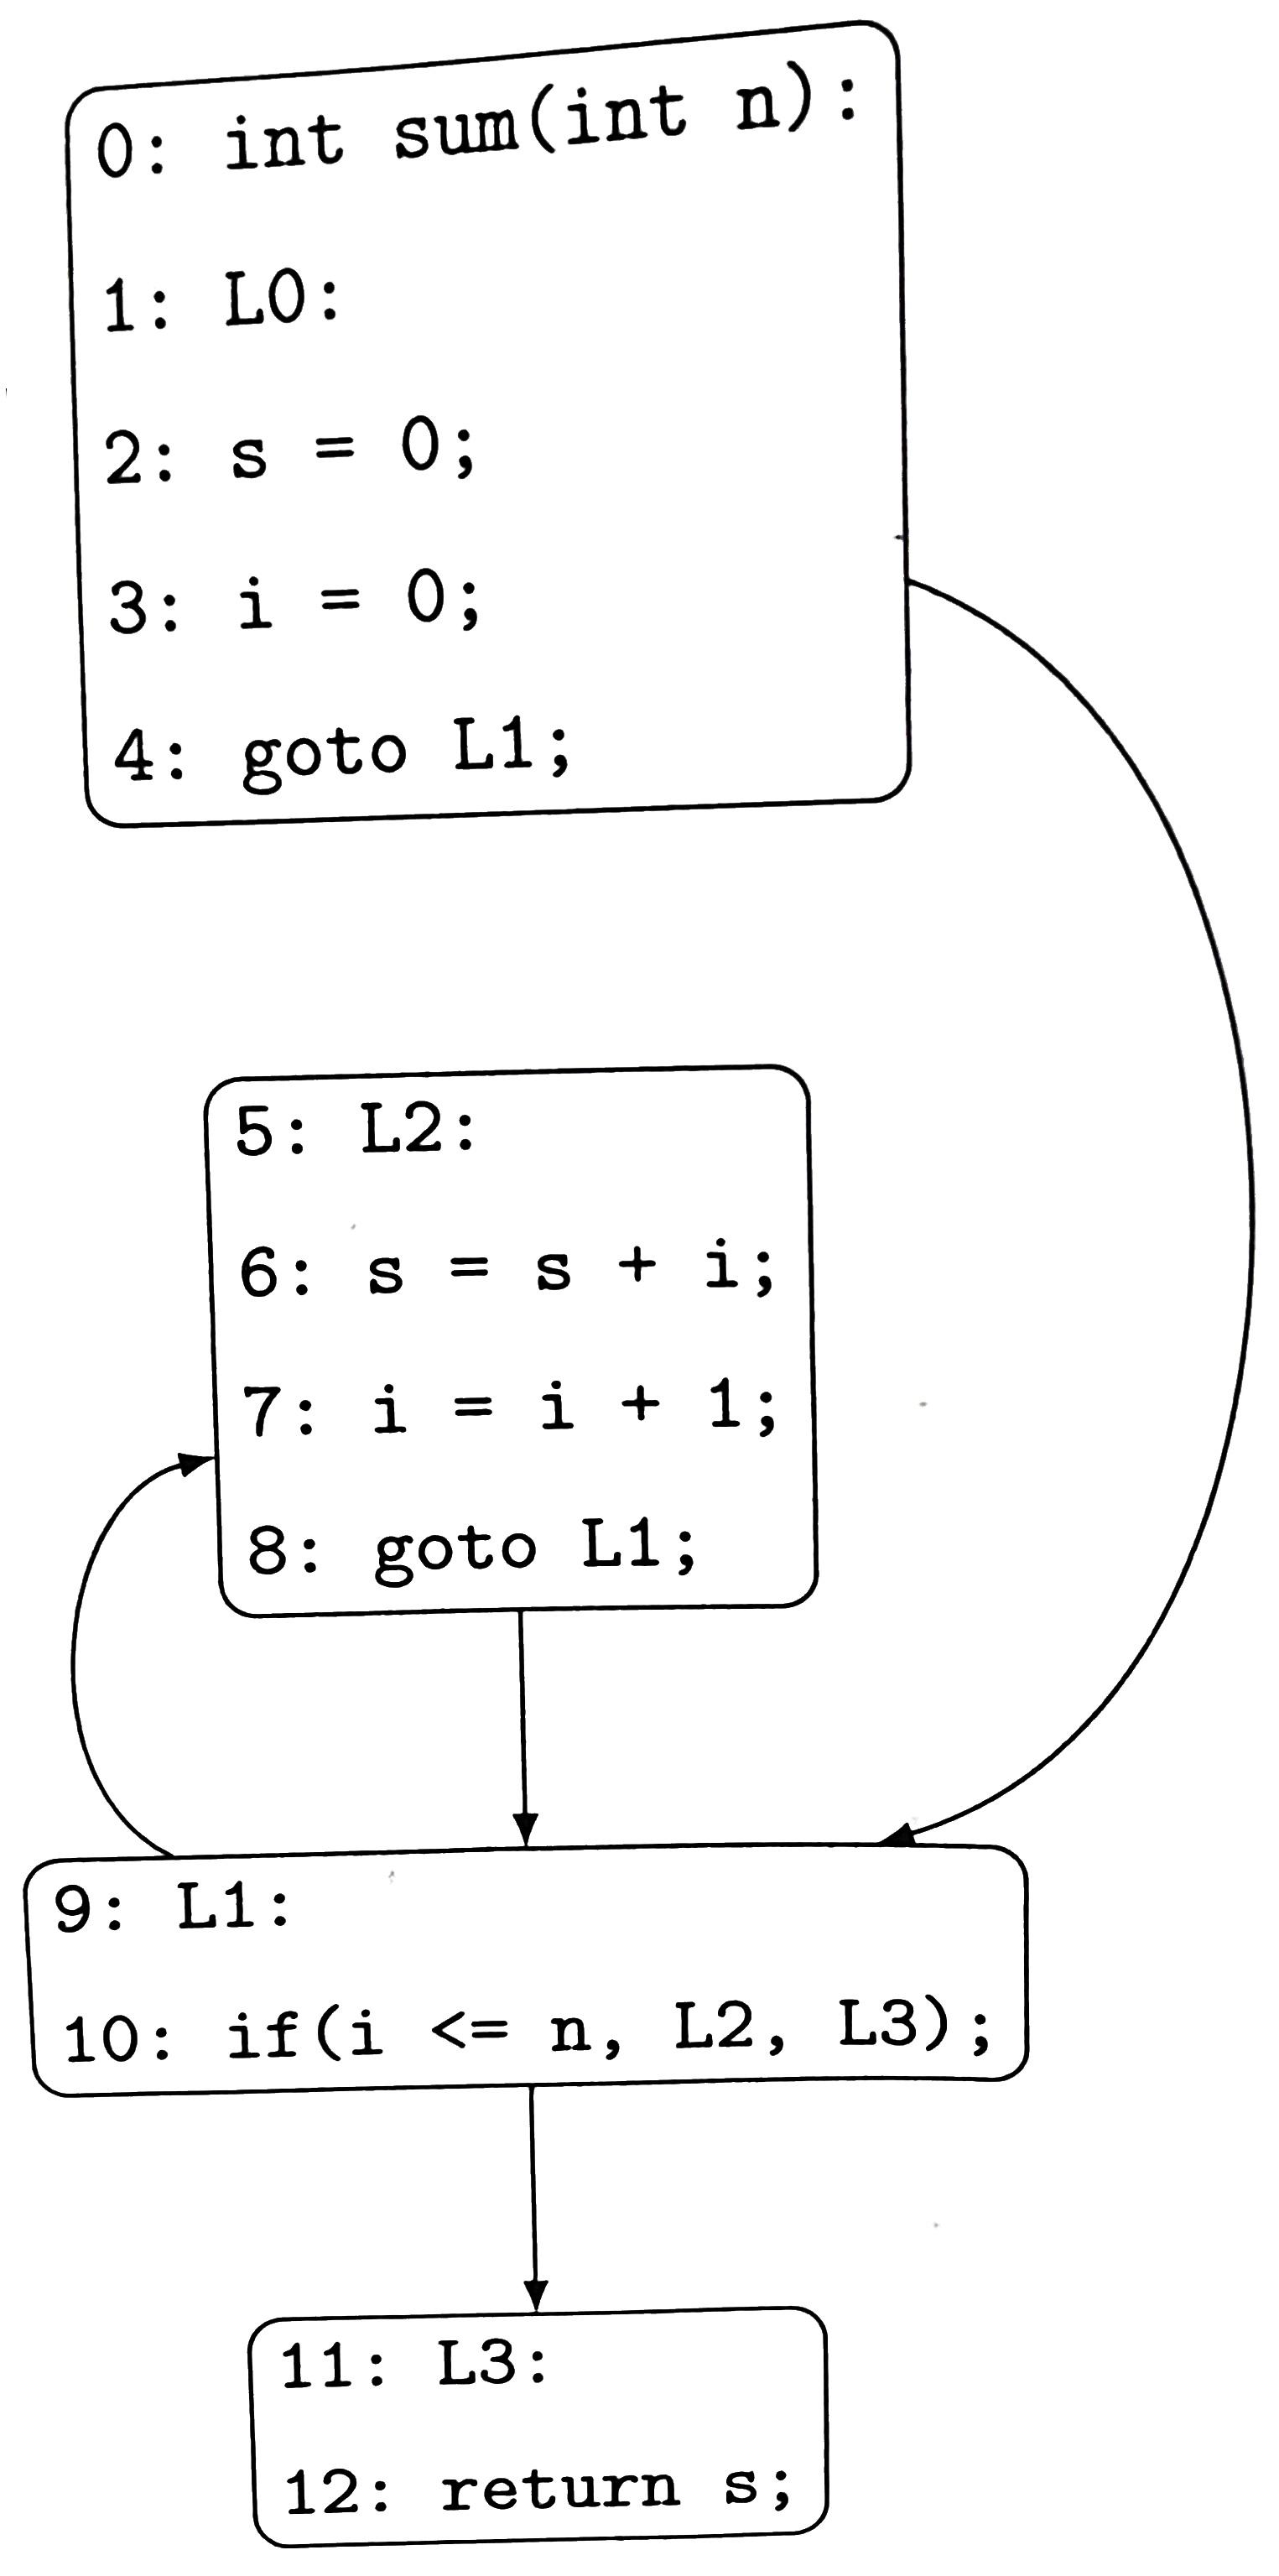 0: int sum(int n):
1: L0:
2: s = 0;
3: i = 0;
4: goto L1;
5: L2:
6: s = s + i;
7: i = i + 1;
8: goto L1;
9: L1:
10: if(i <= n, L2, L3);
11: L3:
12: return s;